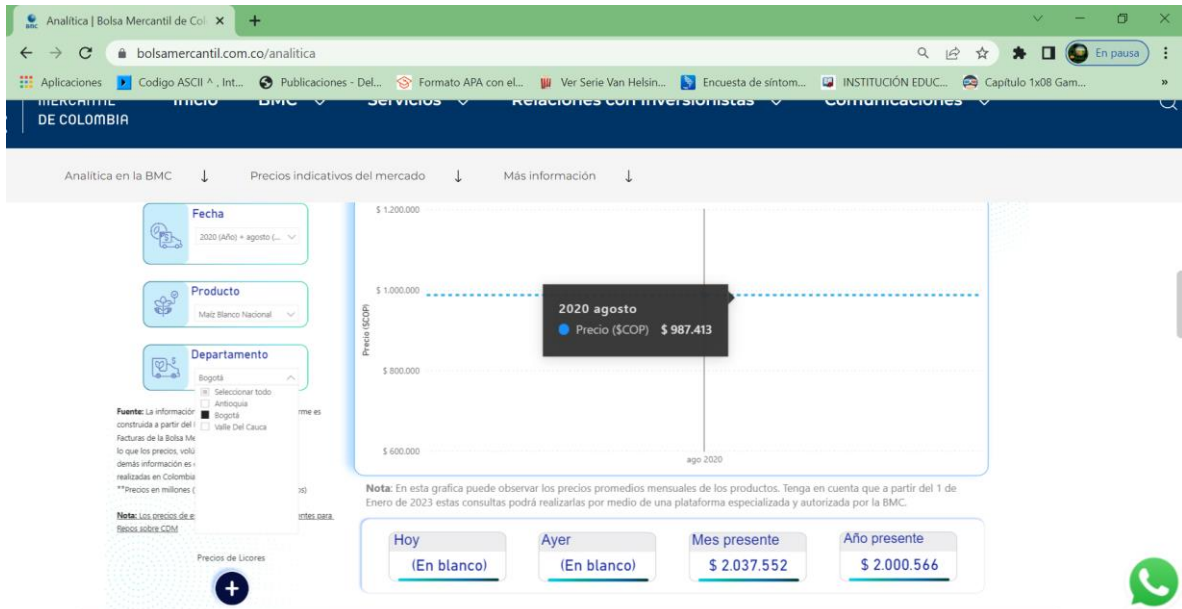 Analítica | Bolsa Mercantil de Col
bolsamercantil.com.co/analitica
En pausa
Aplicaciones
Codigo ASCII ^ , Int...
Publicaciones - Del...
Formato APA con el...
Ver Serie Van Helsin...
Encuesta de síntom...
INSTITUCIÓN EDUC...
Capítulo 1x08 Gam...
»
MERCANTIL
DE COLOMBIA
Inicio
BMC
Servicios
Relaciones con Inversionistas
Comunicaciones
Analítica en la BMC
Precios indicativos del mercado
Más información
Fecha
2020 (Año) + agosto (...
Producto
Maíz Blanco Nacional
Departamento
Bogotá
Seleccionar todo
Antioquia
Bogotá
Valle Del Cauca
Fuente: La información
rme es
construida a partir del
Facturas de la Bolsa Me
lo que los precios, volú
demás información es
realizadas en Colombia
**Precios en millones (
os)
Nota: Los precios de e
entes para
Repos sobre CDM
Precios de Licores
Precio ($COP)
$ 1.200.000
$ 1.000.000
$ 800.000
$ 600.000
2020 agosto
Precio ($COP) $ 987.413
ago 2020
Nota: En esta grafica puede observar los precios promedios mensuales de los productos. Tenga en cuenta que a partir del 1 de
Enero de 2023 estas consultas podrá realizarlas por medio de una plataforma especializada y autorizada por la BMC.
Hoy
(En blanco)
Ayer
(En blanco)
Mes presente
$ 2.037.552
Año presente
$ 2.000.566